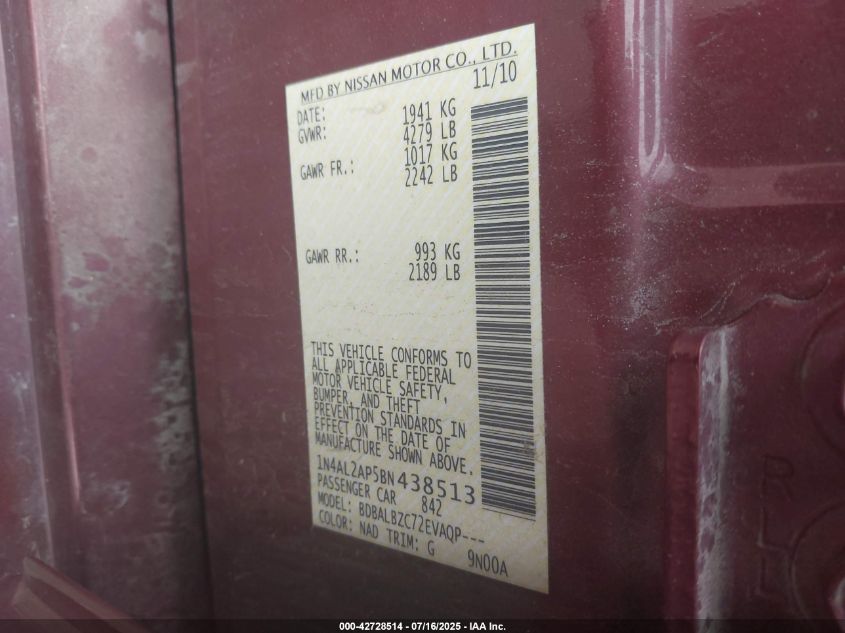 MFD BY NISSAN MOTOR CO., LTD.
DATE: 11/10
GVWR: 1941 KG
4279 LB
GAWR FR.: 1017 KG
2242 LB
GAWR RR.: 993 KG
2189 LB
THIS VEHICLE CONFORMS TO
ALL APPLICABLE FEDERAL
MOTOR VEHICLE SAFETY,
BUMPER, AND THEFT
PREVENTION STANDARDS IN
EFFECT ON THE DATE OF
MANUFACTURE SHOWN ABOVE.
1N4AL2AP5BN438513
PASSENGER CAR 842
MODEL: BDBALBZC72EVAQP---
COLOR: NAD TRIM: G 9N00A
000-42728514 - 07/16/2025 - IAA Inc.